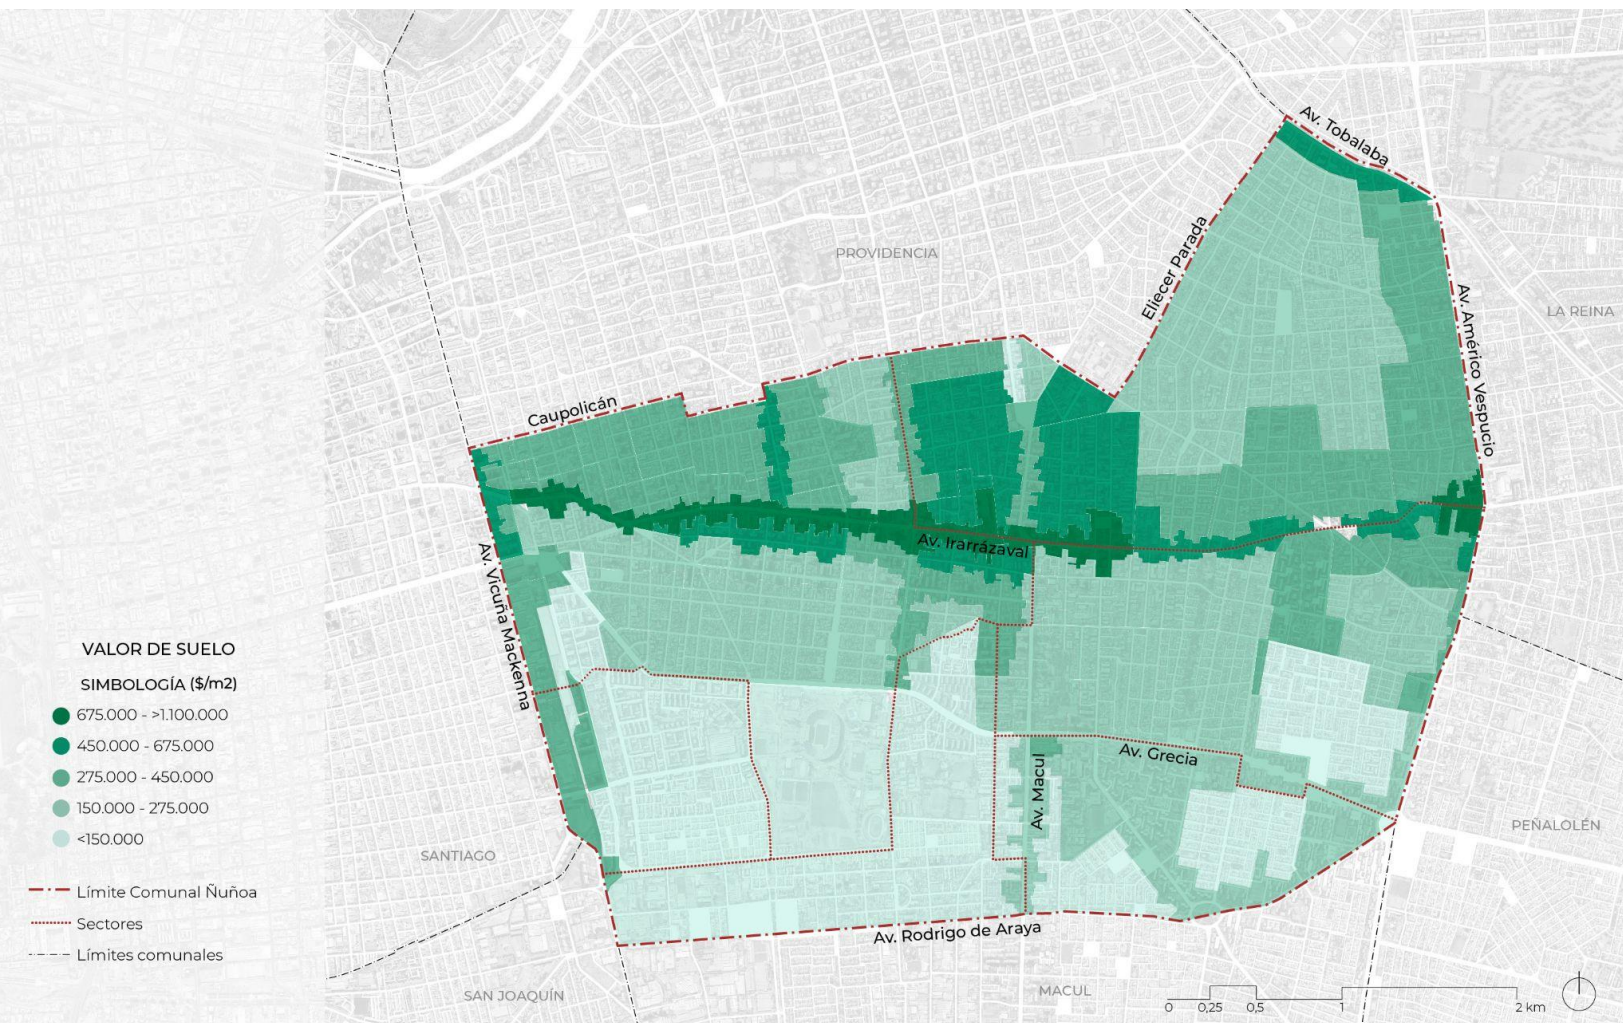 Av. Tobalaba
Eliecer Parada
PROVIDENCIA
LA REINA
Av. Américo Vespucio
Caupolicán
Av. Irarrázaval
Av. Vicuña Mackenna
VALOR DE SUELO
SIMBOLOGÍA ($/m2)
675.000 - >1.100.000
450.000 - 675.000
275.000 - 450.000
150.000 - 275.000
<150.000
Límite Comunal Ñuñoa
Sectores
Límites comunales
Av. Grecia
Av. Macul
PEÑALOLÉN
SANTIAGO
Av. Rodrigo de Araya
SAN JOAQUÍN
MACUL
0 0,25 0,5 1 2 km